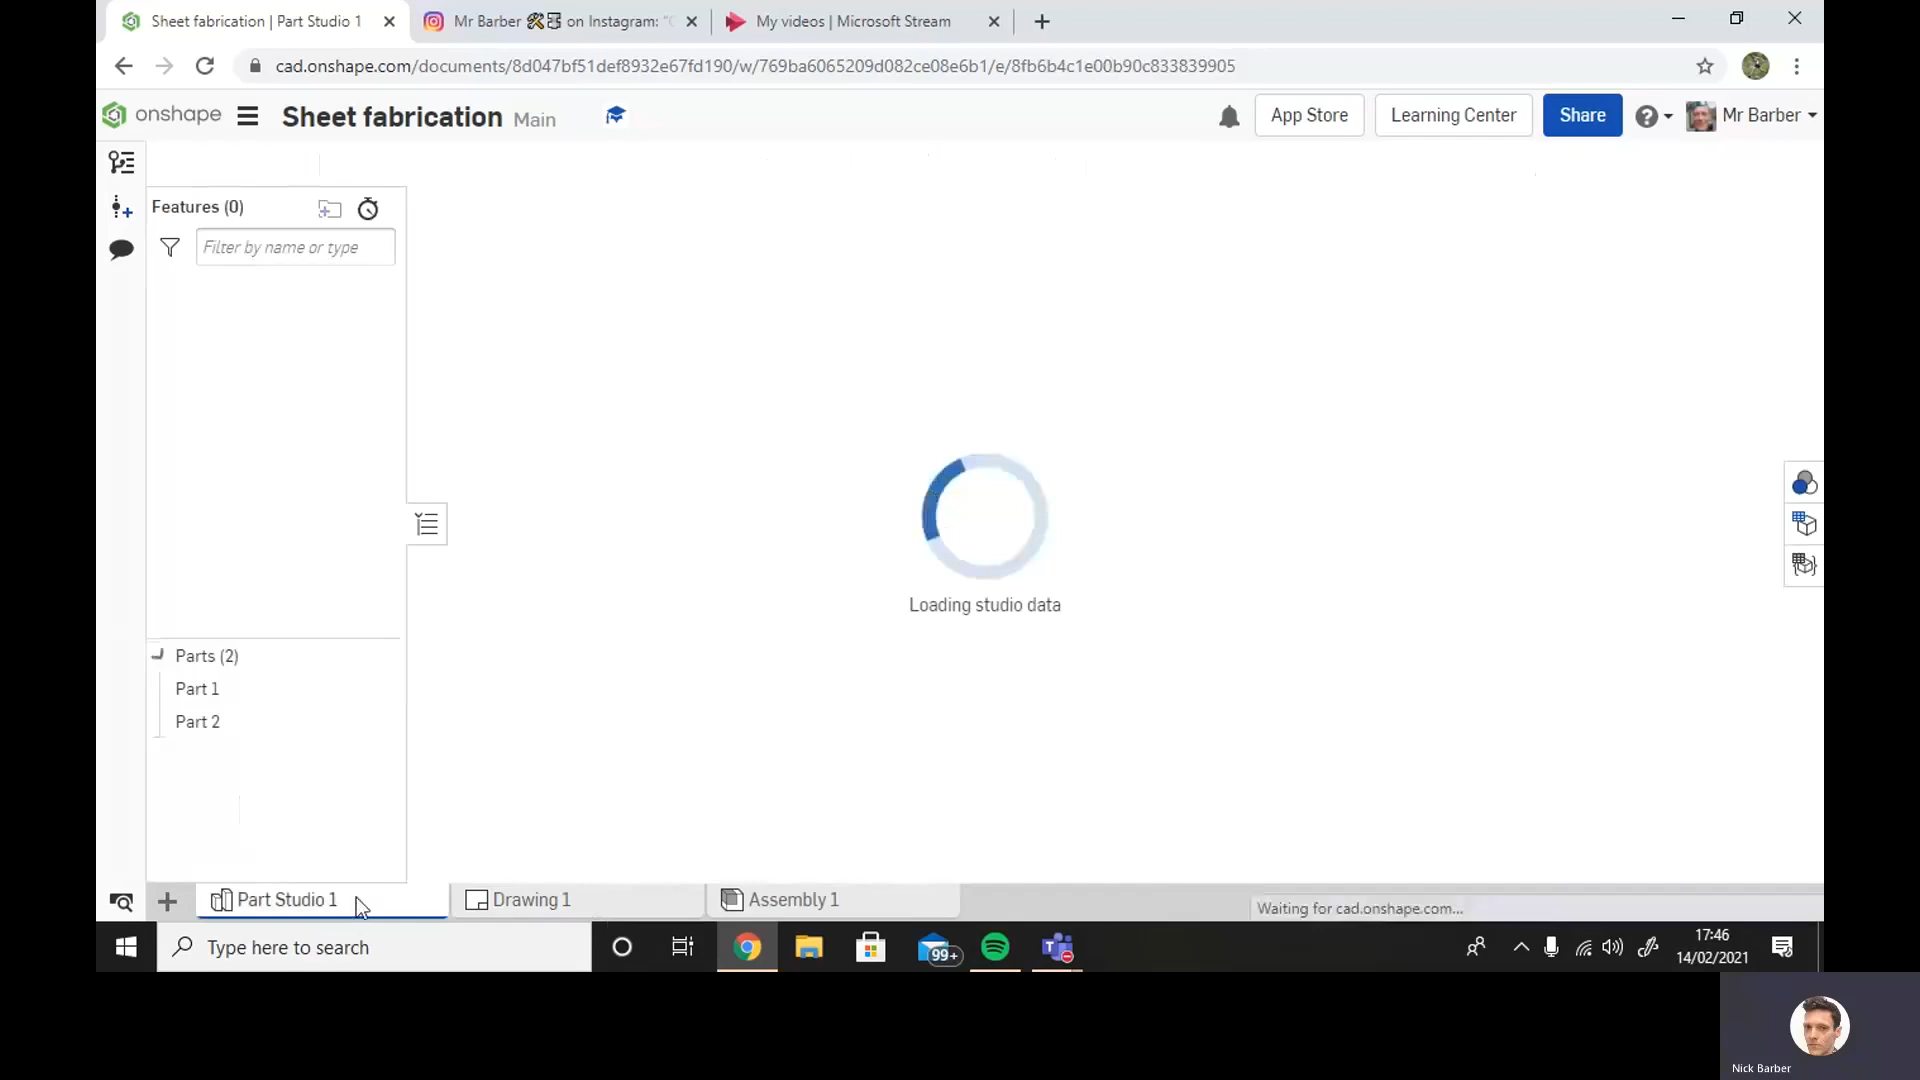 Sheet fabrication | Part Studio 1
Mr Barber 🛠 on Instagram: "C
My videos | Microsoft Stream
cad.onshape.com/documents/8d047bf51def8932e67fd190/w/769ba6065209d082ce08e6b1/e/8fb6b4c1e00b90c833839905
onshape
Sheet fabrication Main
App Store
Learning Center
Share
Mr Barber
Features (0)
Filter by name or type
Loading studio data
Parts (2)
Part 1
Part 2
Part Studio 1
Drawing 1
Assembly 1
Waiting for cad.onshape.com...
Type here to search
99+
17:46
14/02/2021
Nick Barber